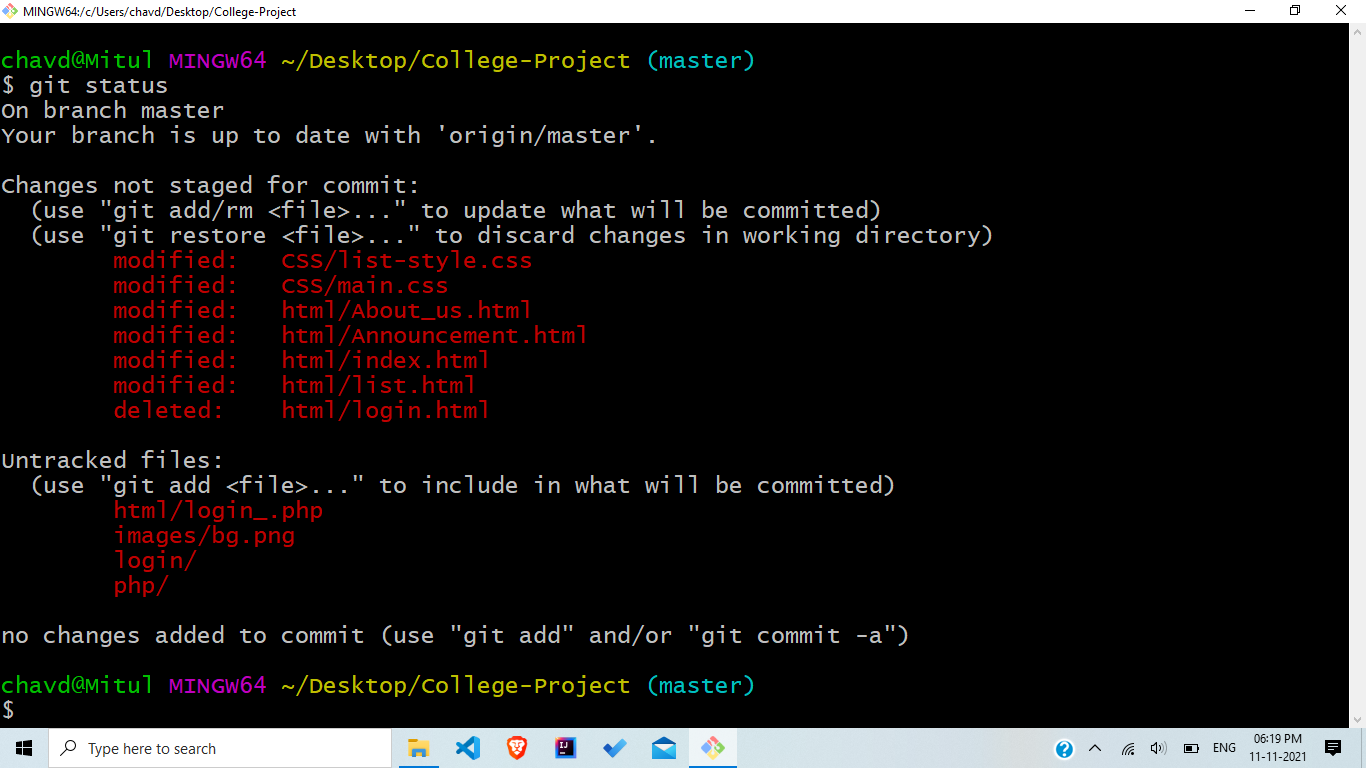 MINGW64:/c/Users/chavd/Desktop/College-Project
chavd@Mitul MINGW64 ~/Desktop/College-Project (master)
$ git status
On branch master
Your branch is up to date with 'origin/master'.
Changes not staged for commit:
(use "git add/rm <file>..." to update what will be committed)
(use "git restore <file>..." to discard changes in working directory)
modified: CSS/list-style.css
modified: CSS/main.css
modified: html/About_us.html
modified: html/Announcement.html
modified: html/index.html
modified: html/list.html
deleted: html/login.html
Untracked files:
(use "git add <file>..." to include in what will be committed)
html/login_.php
images/bg.png
login/
php/
no changes added to commit (use "git add" and/or "git commit -a")
chavd@Mitul MINGW64 ~/Desktop/College-Project (master)
$
Type here to search
IJ
ENG
06:19 PM
11-11-2021